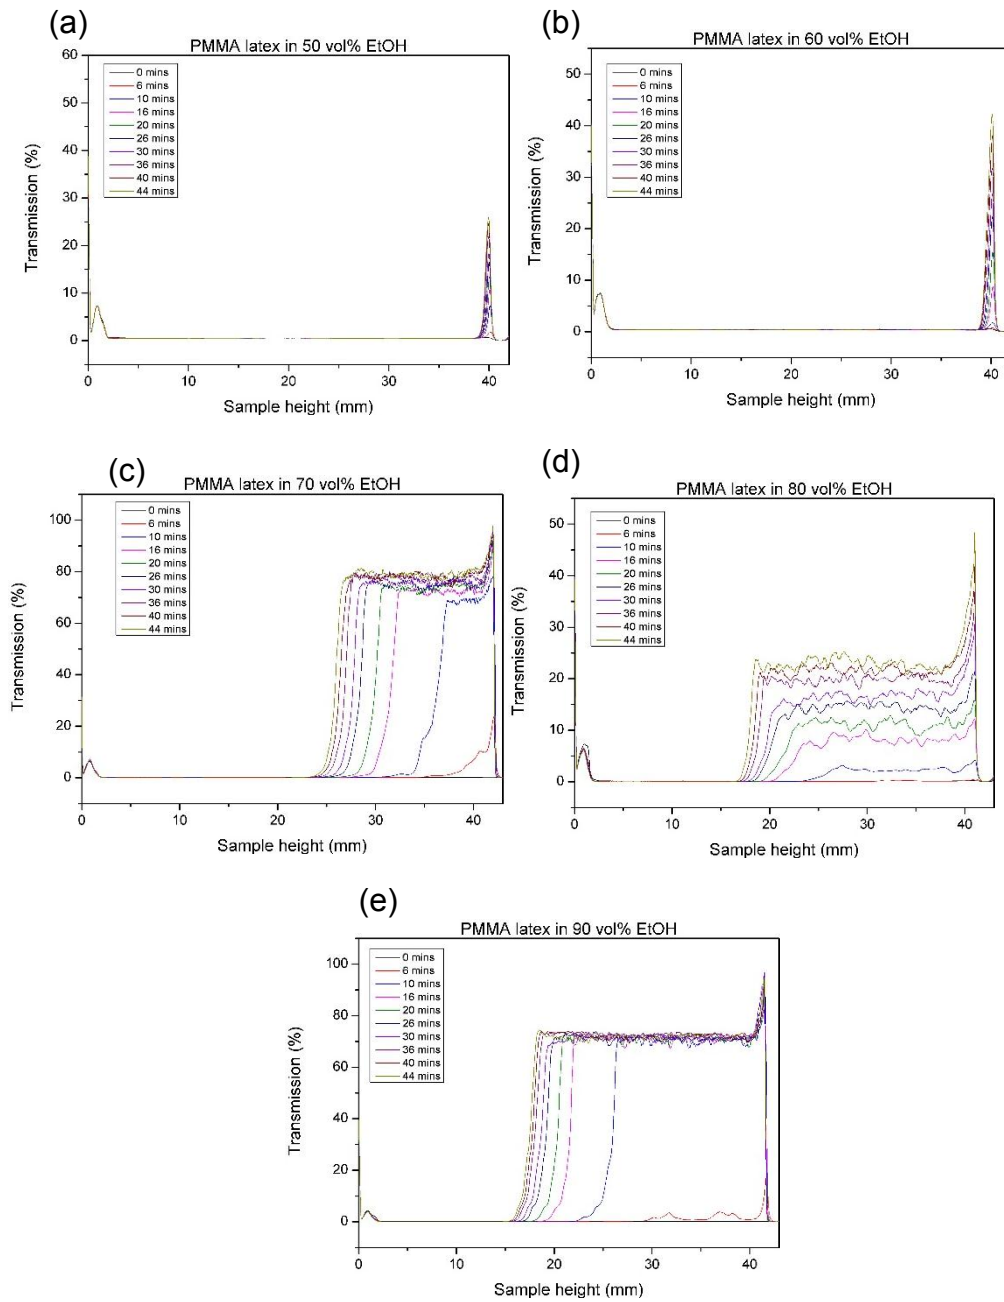 (a)
PMMA latex in 50 vol% EtOH
60
50
40
30
20
10
0
0 mins
6 mins
10 mins
16 mins
20 mins
26 mins
30 mins
36 mins
40 mins
44 mins
Transmission (%)
0 10 20 30 40
Sample height (mm)
(b)
PMMA latex in 60 vol% EtOH
50
40
30
20
10
0
0 mins
6 mins
10 mins
16 mins
20 mins
26 mins
30 mins
36 mins
40 mins
44 mins
Transmission (%)
0 10 20 30 40
Sample height (mm)
(c)
PMMA latex in 70 vol% EtOH
100
80
60
40
20
0
0 mins
6 mins
10 mins
16 mins
20 mins
26 mins
30 mins
36 mins
40 mins
44 mins
Transmission (%)
0 10 20 30 40
Sample height (mm)
(d)
PMMA latex in 80 vol% EtOH
50
40
30
20
10
0
0 mins
6 mins
10 mins
16 mins
20 mins
26 mins
30 mins
36 mins
40 mins
44 mins
Transmission (%)
0 10 20 30 40
Sample height (mm)
(e)
PMMA latex in 90 vol% EtOH
100
80
60
40
20
0
0 mins
6 mins
10 mins
16 mins
20 mins
26 mins
30 mins
36 mins
40 mins
44 mins
Transmission (%)
0 10 20 30 40
Sample height (mm)